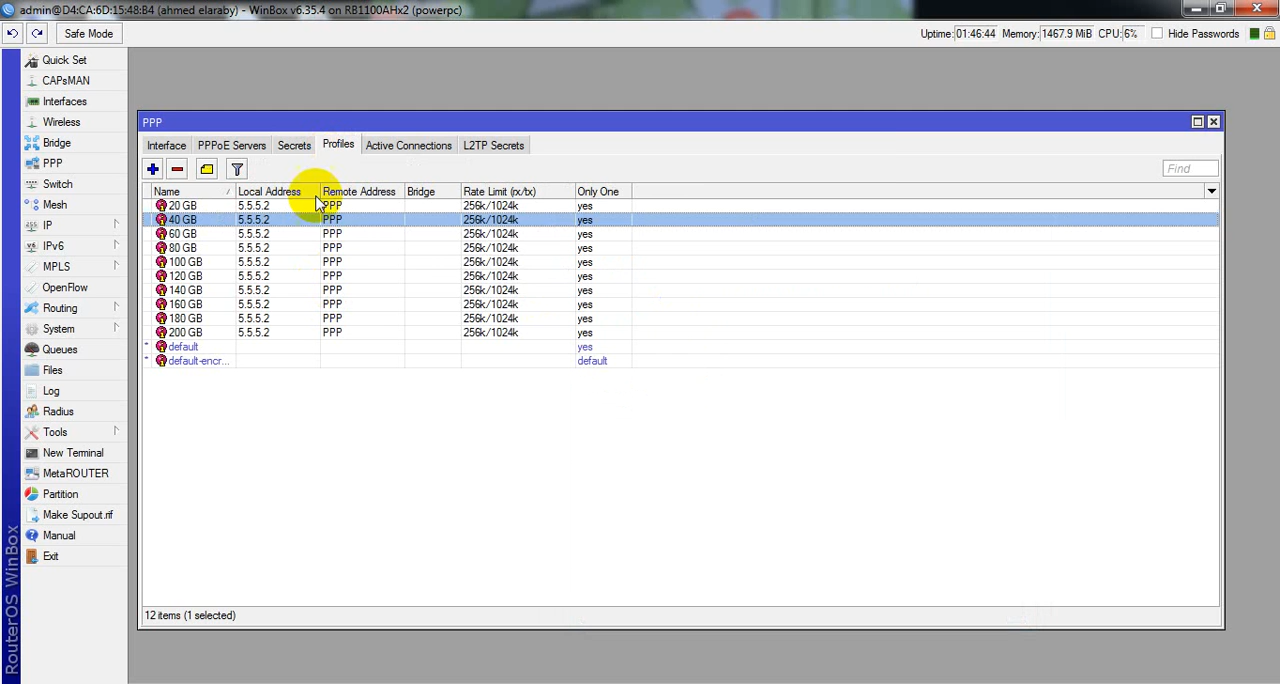 admin@D4:CA:6D:15:48:B4 (ahmed elaraby) - WinBox v6.35.4 on RB1100AHx2 (powerpc)
Safe Mode
Uptime: 01:46:44 Memory: 1467.9 MiB CPU: 6% Hide Passwords
Quick Set
CAPsMAN
Interfaces
Wireless
Bridge
PPP
Switch
Mesh
IP
IPv6
MPLS
OpenFlow
Routing
System
Queues
Files
Log
Radius
Tools
New Terminal
MetaROUTER
Partition
Make Supout.rif
Manual
Exit
RouterOS WinBox
PPP
Interface PPPoE Servers Secrets Profiles Active Connections L2TP Secrets
Find
Name Local Address Remote Address Bridge Rate Limit (rx/tx) Only One
20 GB 5.5.5.2 PPP 256k/1024k yes
40 GB 5.5.5.2 PPP 256k/1024k yes
60 GB 5.5.5.2 PPP 256k/1024k yes
80 GB 5.5.5.2 PPP 256k/1024k yes
100 GB 5.5.5.2 PPP 256k/1024k yes
120 GB 5.5.5.2 PPP 256k/1024k yes
140 GB 5.5.5.2 PPP 256k/1024k yes
160 GB 5.5.5.2 PPP 256k/1024k yes
180 GB 5.5.5.2 PPP 256k/1024k yes
200 GB 5.5.5.2 PPP 256k/1024k yes
* default yes
* default-encr... default
12 items (1 selected)